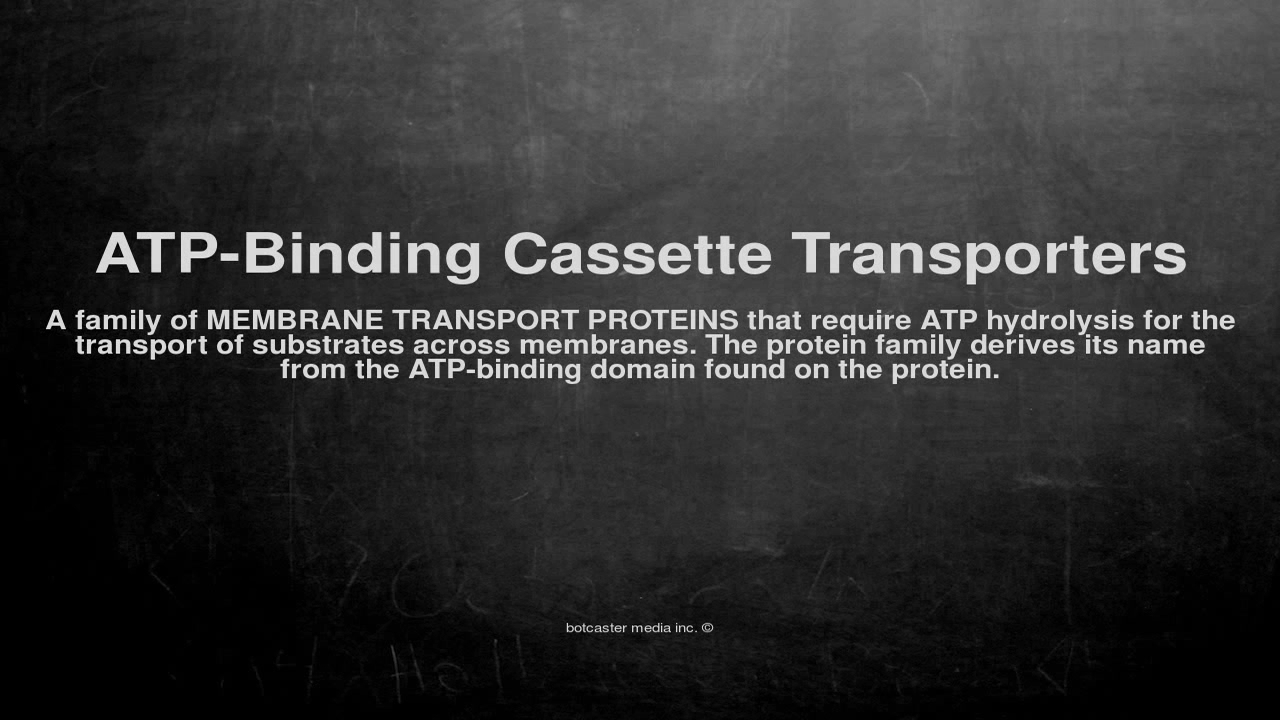 ATP-Binding Cassette Transporters
A family of MEMBRANE TRANSPORT PROTEINS that require ATP hydrolysis for the
transport of substrates across membranes. The protein family derives its name
from the ATP-binding domain found on the protein.
botcaster media inc. ©